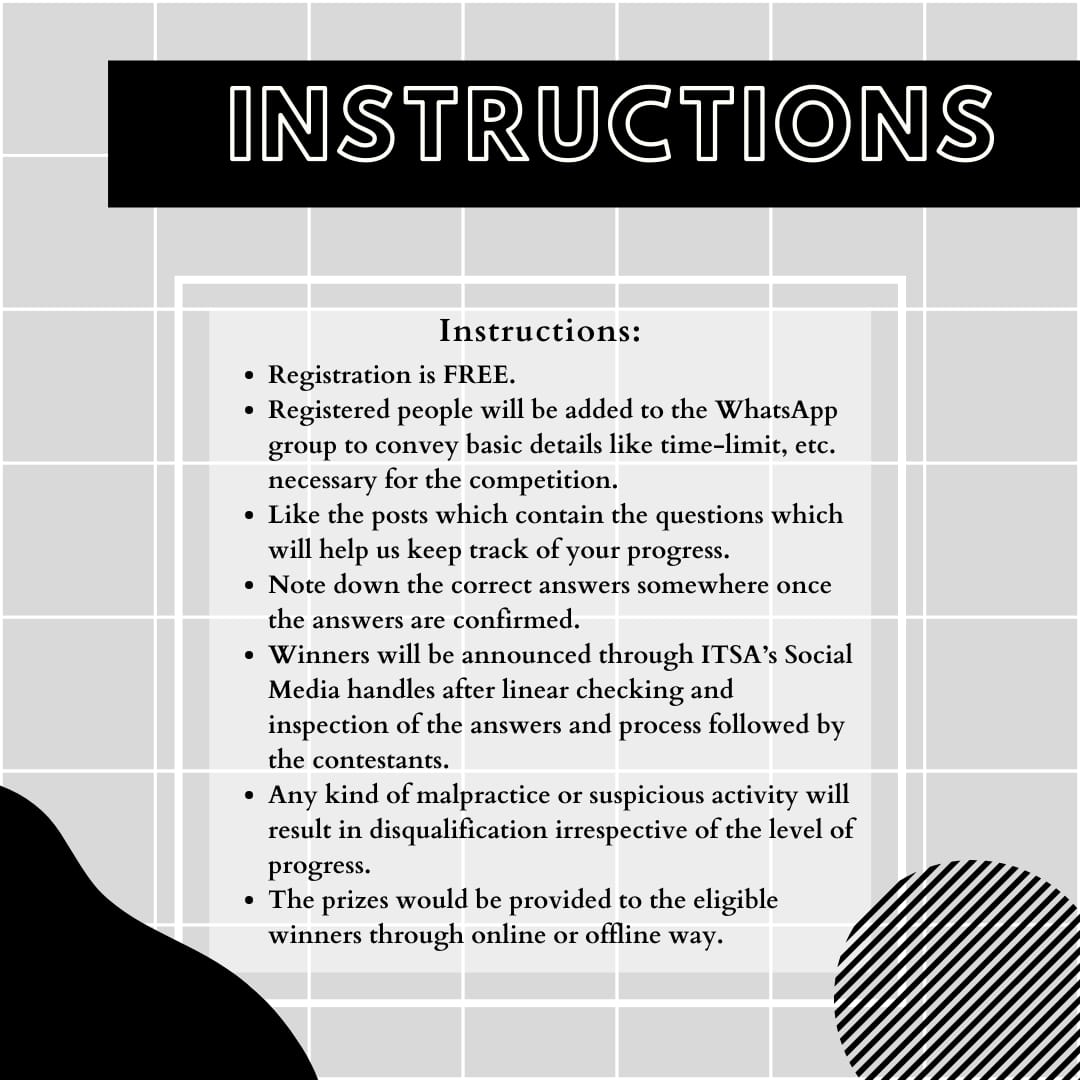 INSTRUCTIONS
Instructions:
• Registration is FREE.
• Registered people will be added to the WhatsApp
group to convey basic details like time-limit, etc.
necessary for the competition.
• Like the posts which contain the questions which
will help us keep track of your progress.
• Note down the correct answers somewhere once
the answers are confirmed.
• Winners will be announced through ITSA’s Social
Media handles after linear checking and
inspection of the answers and process followed by
the contestants.
• Any kind of malpractice or suspicious activity will
result in disqualification irrespective of the level of
progress.
• The prizes would be provided to the eligible
winners through online or offline way.